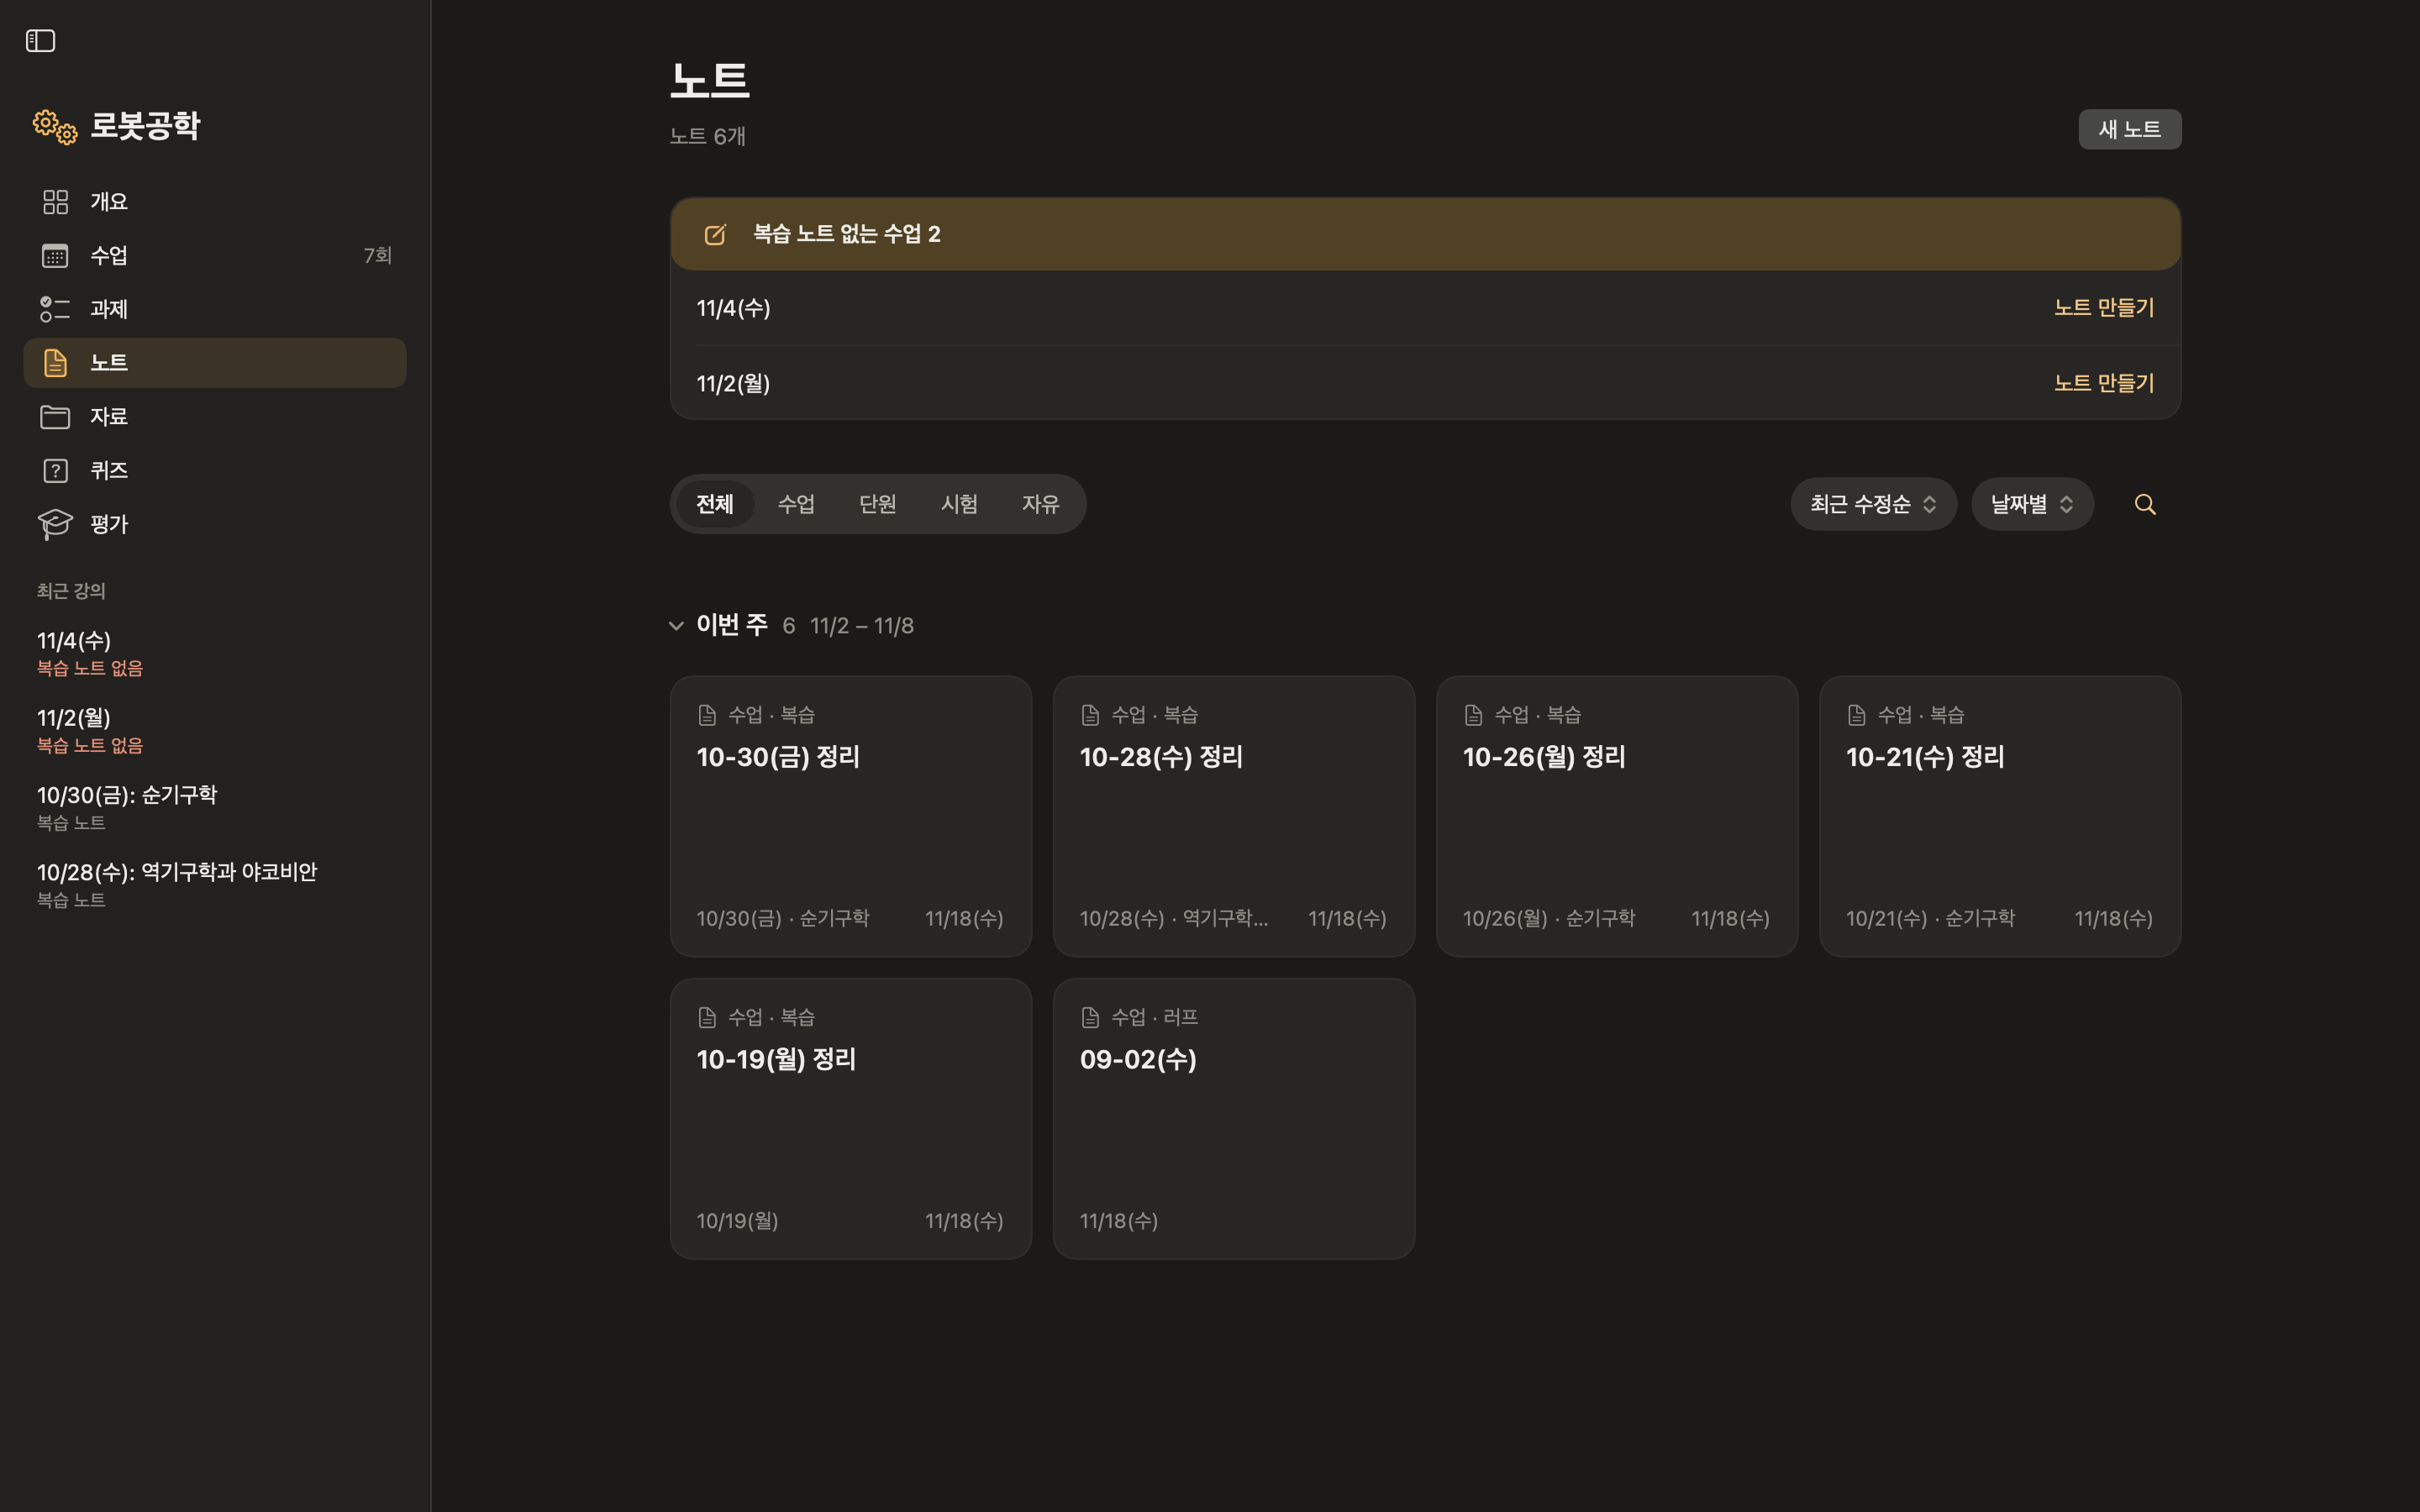 로봇공학
개요
수업 7회
과제
노트
자료
퀴즈
평가
최근 강의
11/4(수)
복습 노트 없음
11/2(월)
복습 노트 없음
10/30(금): 순기구학
복습 노트
10/28(수): 역기구학과 야코비안
복습 노트
노트
노트 6개
새 노트
복습 노트 없는 수업 2
11/4(수) 노트 만들기
11/2(월) 노트 만들기
전체 수업 단원 시험 자유
최근 수정순 날짜별
이번 주 6 11/2 – 11/8
수업 · 복습
10-30(금) 정리
10/30(금) · 순기구학 11/18(수)
수업 · 복습
10-28(수) 정리
10/28(수) · 역기구학... 11/18(수)
수업 · 복습
10-26(월) 정리
10/26(월) · 순기구학 11/18(수)
수업 · 복습
10-21(수) 정리
10/21(수) · 순기구학 11/18(수)
수업 · 복습
10-19(월) 정리
10/19(월) 11/18(수)
수업 · 러프
09-02(수)
11/18(수)